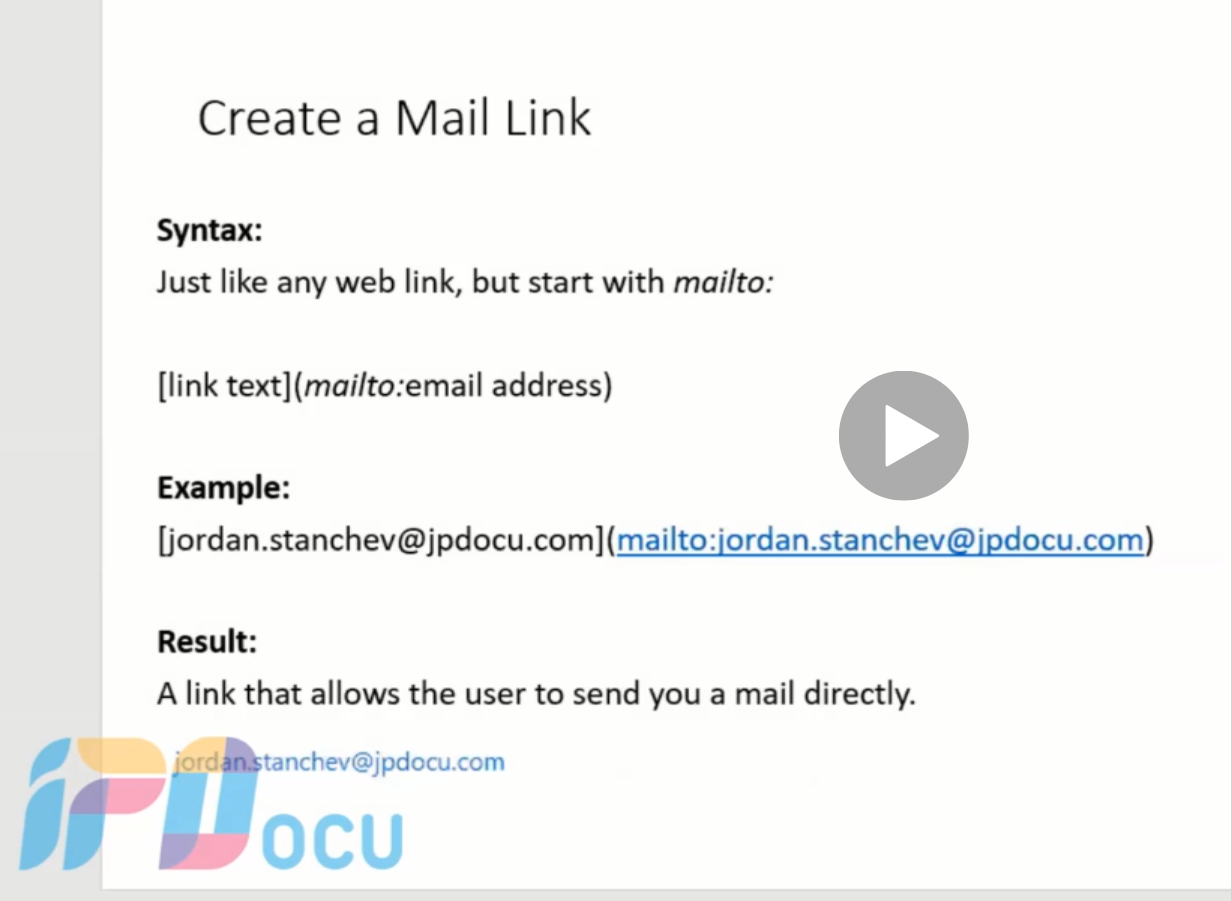 Create a Mail Link
Syntax:
Just like any web link, but start with mailto:
[link text](mailto:email address)
Example:
[jordan.stanchev@jpdocu.com](mailto:jordan.stanchev@jpdocu.com)
Result:
A link that allows the user to send you a mail directly.
jordan.stanchev@jpdocu.com
JPDOCU